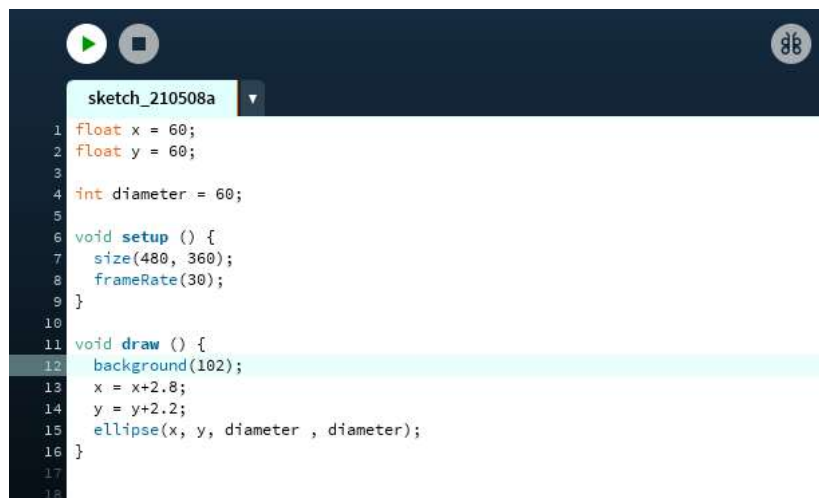 sketch_210508a ▼
1 float x = 60;
2 float y = 60;
3
4 int diameter = 60;
5
6 void setup () {
7   size(480, 360);
8   frameRate(30);
9 }
10
11 void draw () {
12   background(102);
13   x = x+2.8;
14   y = y+2.2;
15   ellipse(x, y, diameter , diameter);
16 }
17
18